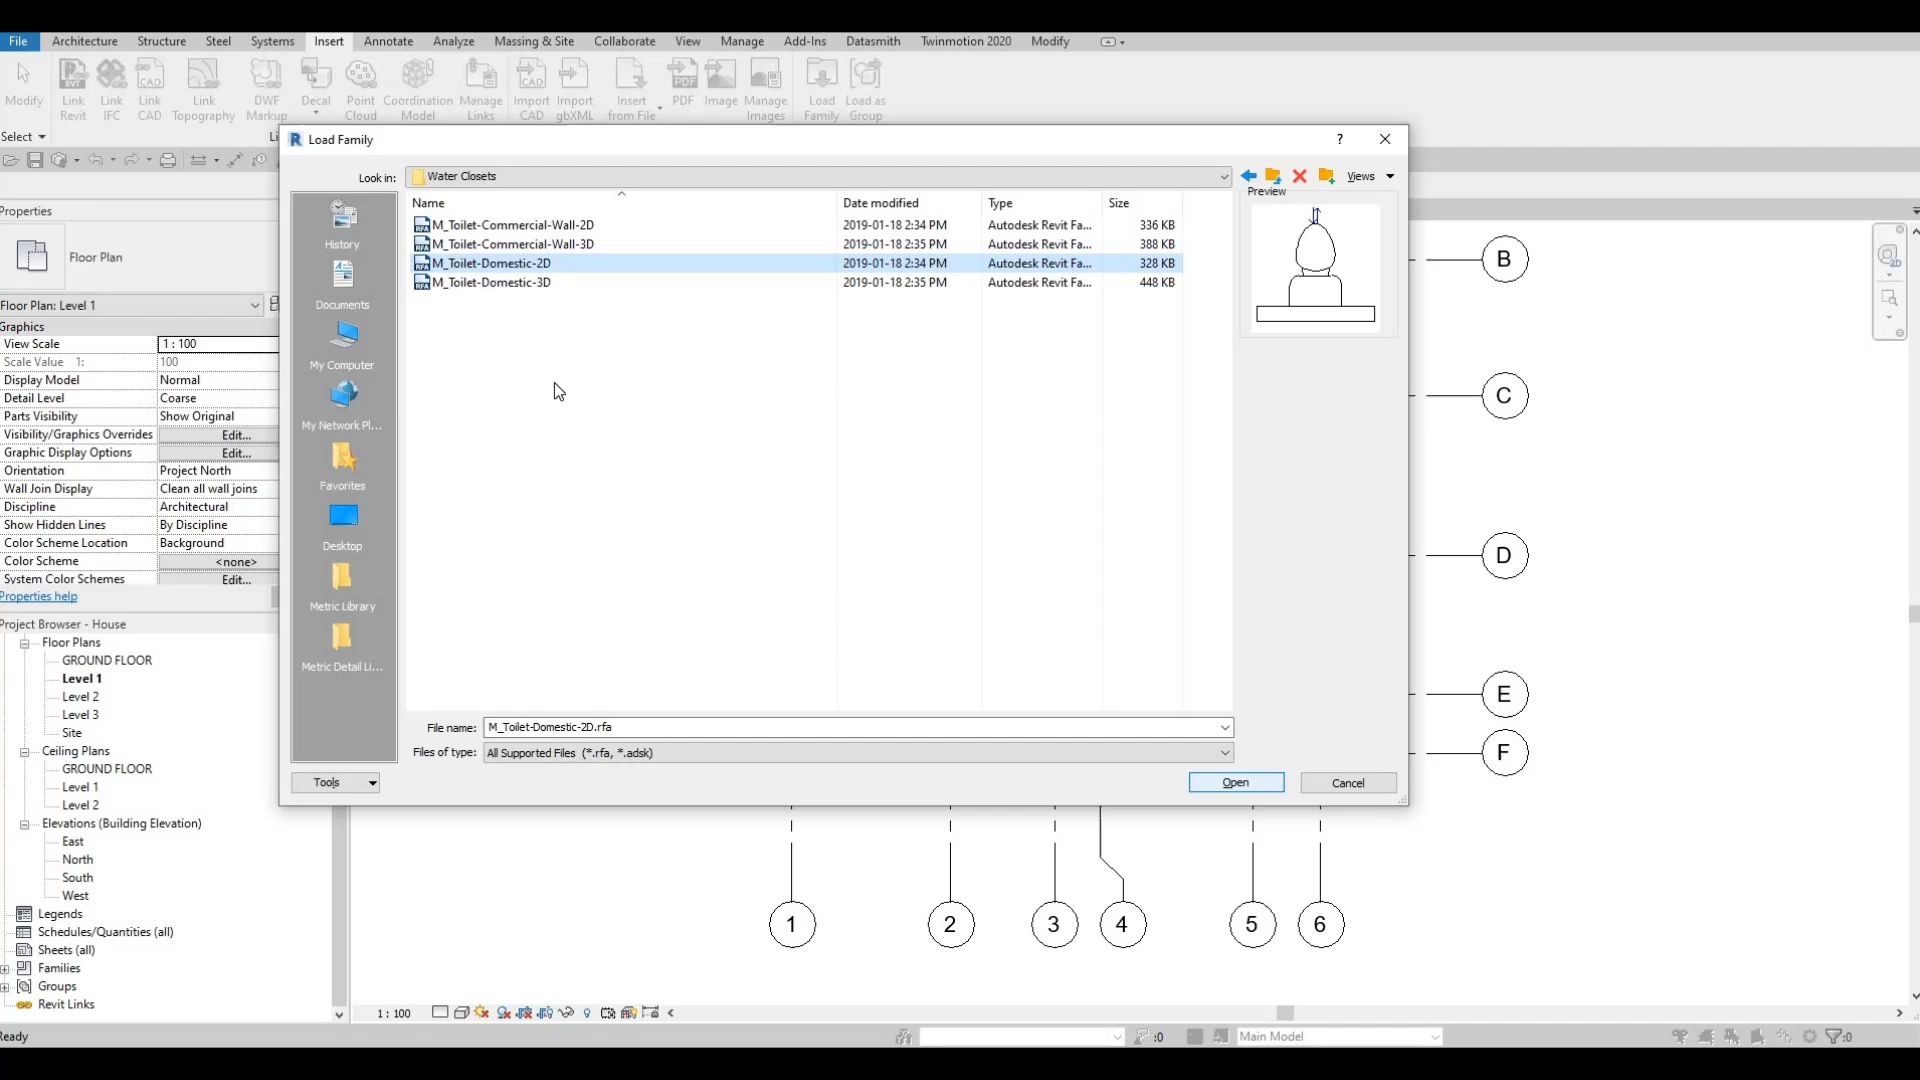 File Architecture Structure Steel Systems Insert Annotate Analyze Massing & Site Collaborate View Manage Add-Ins Datasmith Twinmotion 2020 Modify
Modify Link Revit Link IFC Link CAD Link Topography DWF Markup Decal Point Cloud Coordination Model Manage Links Import CAD Import gbXML Insert from File PDF Image Manage Images Load Family Load as Group
Select
Load Family
Look in: Water Closets Views
Preview
Name Date modified Type Size
M_Toilet-Commercial-Wall-2D 2019-01-18 2:34 PM Autodesk Revit Fa... 336 KB
M_Toilet-Commercial-Wall-3D 2019-01-18 2:35 PM Autodesk Revit Fa... 388 KB
M_Toilet-Domestic-2D 2019-01-18 2:34 PM Autodesk Revit Fa... 328 KB
M_Toilet-Domestic-3D 2019-01-18 2:35 PM Autodesk Revit Fa... 448 KB
History
Documents
My Computer
My Network Pl...
Favorites
Desktop
Metric Library
Metric Detail Li...
File name: M_Toilet-Domestic-2D.rfa
Files of type: All Supported Files (*.rfa, *.adsk)
Tools Open Cancel
Properties
Floor Plan
Floor Plan: Level 1
Graphics
View Scale 1 : 100
Scale Value 1: 100
Display Model Normal
Detail Level Coarse
Parts Visibility Show Original
Visibility/Graphics Overrides Edit...
Graphic Display Options Edit...
Orientation Project North
Wall Join Display Clean all wall joins
Discipline Architectural
Show Hidden Lines By Discipline
Color Scheme Location Background
Color Scheme <none>
System Color Schemes Edit...
Properties help
Project Browser - House
Floor Plans
GROUND FLOOR
Level 1
Level 2
Level 3
Site
Ceiling Plans
GROUND FLOOR
Level 1
Level 2
Elevations (Building Elevation)
East
North
South
West
Legends
Schedules/Quantities (all)
Sheets (all)
Families
Groups
Revit Links
B
C
D
E
F
1 2 3 4 5 6
1 : 100
Ready :0 Main Model :0